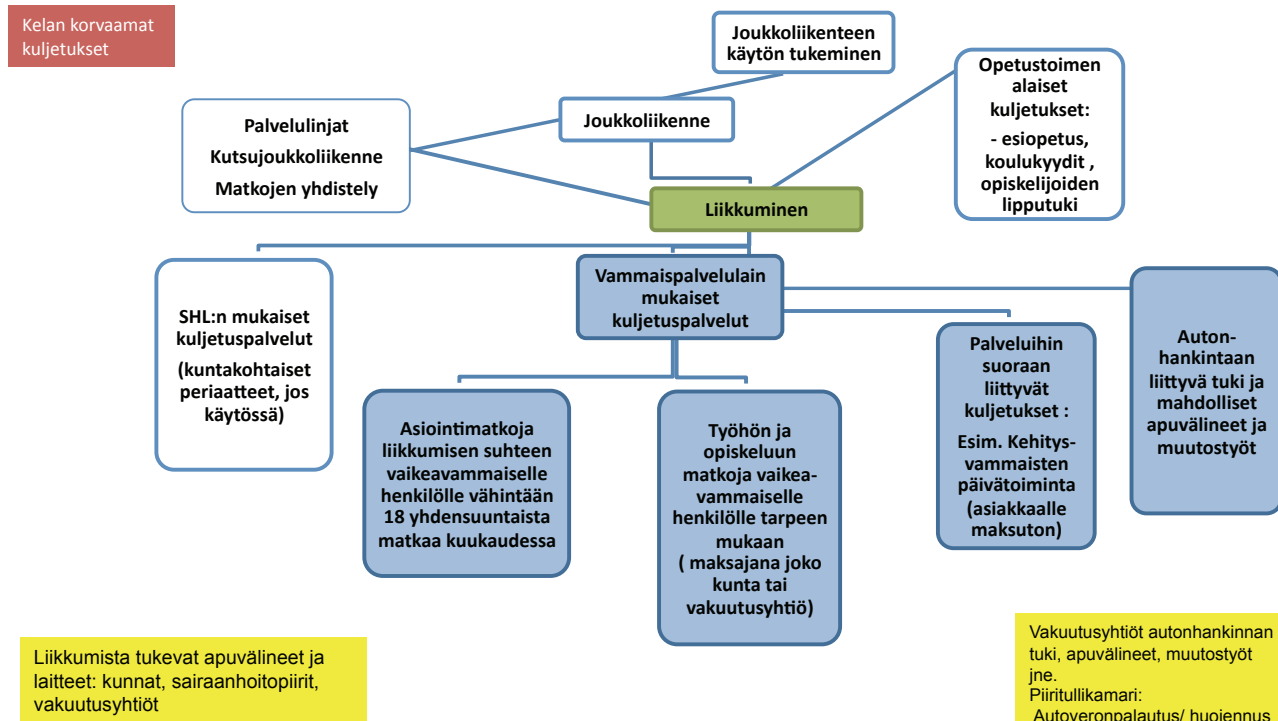 Kelan korvaamat
kuljetukset
Joukkoliikenteen
käytön tukeminen
Opetustoimen
alaiset
kuljetukset:
- esiopetus,
koulukyydit ,
opiskelijoiden
lipputuki
Palvelulinjat
Kutsujoukkoliikenne
Matkojen yhdistely
Joukkoliikenne
Liikkuminen
SHL:n mukaiset
kuljetuspalvelut
(kuntakohtaiset
periaatteet, jos
käytössä)
Vammaispalvelulain
mukaiset
kuljetuspalvelut
Asiointimatkoja
liikkumisen suhteen
vaikeavammaiselle
henkilölle vähintään
18 yhdensuuntaista
matkaa kuukaudessa
Työhön ja
opiskeluun
matkoja vaikea-
vammaiselle
henkilölle tarpeen
mukaan
( maksajana joko
kunta tai
vakuutusyhtiö)
Palveluihin
suoraan
liittyvät
kuljetukset :
Esim. Kehitys-
vammaisten
päivätoiminta
(asiakkaalle
maksuton)
Auton-
hankintaan
liittyvä tuki ja
mahdolliset
apuvälineet ja
muutostyöt
Liikkumista tukevat apuvälineet ja
laitteet: kunnat, sairaanhoitopiirit,
vakuutusyhtiöt
Vakuutusyhtiöt autonhankinnan
tuki, apuvälineet, muutostyöt
jne.
Piiritullikamari:
Autoveronpalautus/ huojennus